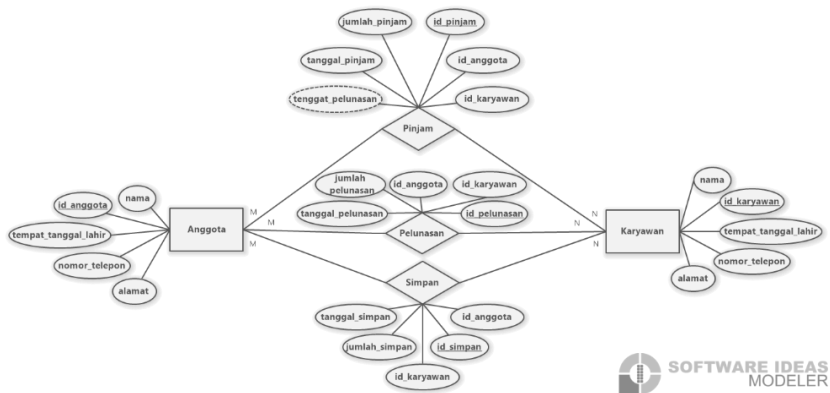 jumlah_pinjam
id_pinjam
tanggal_pinjam
id_anggota
tenggat_pelunasan
id_karyawan
Pinjam
jumlah
pelunasan
id_anggota
id_karyawan
tanggal_pelunasan
id_pelunasan
Pelunasan
nama
id_anggota
tempat_tanggal_lahir
nomor_telepon
alamat
Anggota
M
M
M
N
N
N
Karyawan
nama
id_karyawan
tempat_tanggal_lahir
nomor_telepon
alamat
Simpan
tanggal_simpan
id_anggota
jumlah_simpan
id_simpan
id_karyawan
SOFTWARE IDEAS
MODELER